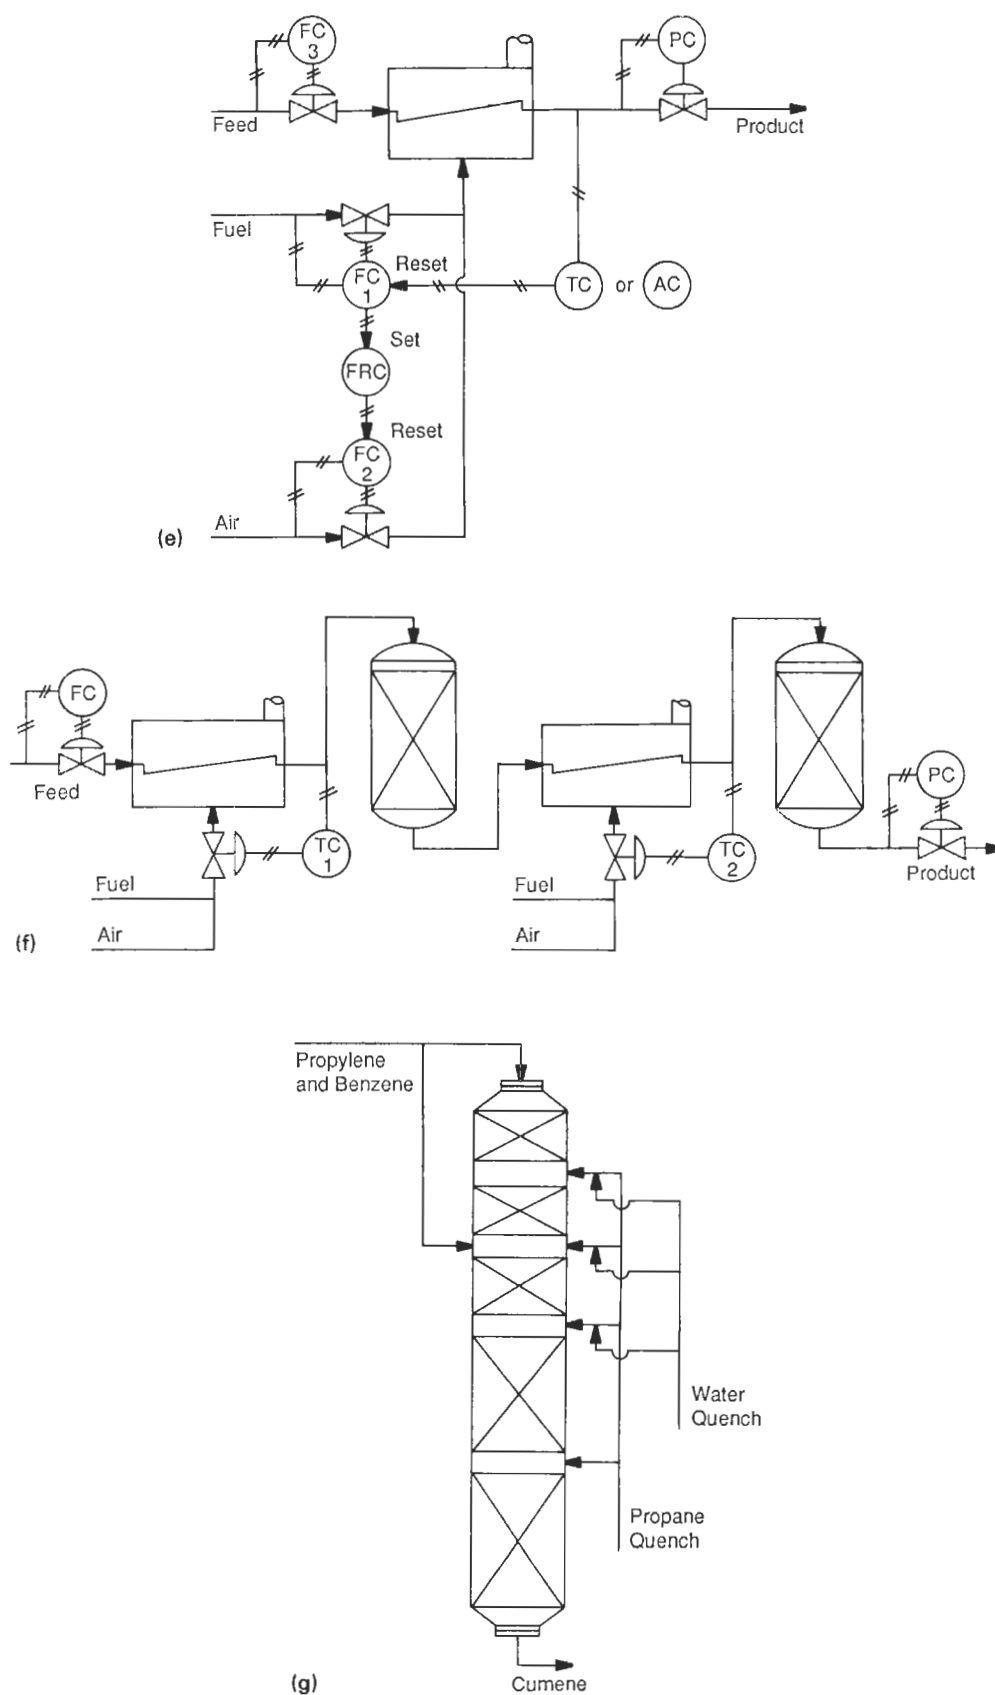 FC
3
PC
Feed
Product
Fuel
Reset
FC
1
TC or AC
Set
FRC
Reset
FC
2
Air
(e)
FC
Feed
PC
TC
1
TC
2
Product
Fuel
Fuel
Air
Air
(f)
Propylene
and Benzene
Water
Quench
Propane
Quench
Cumene
(g)